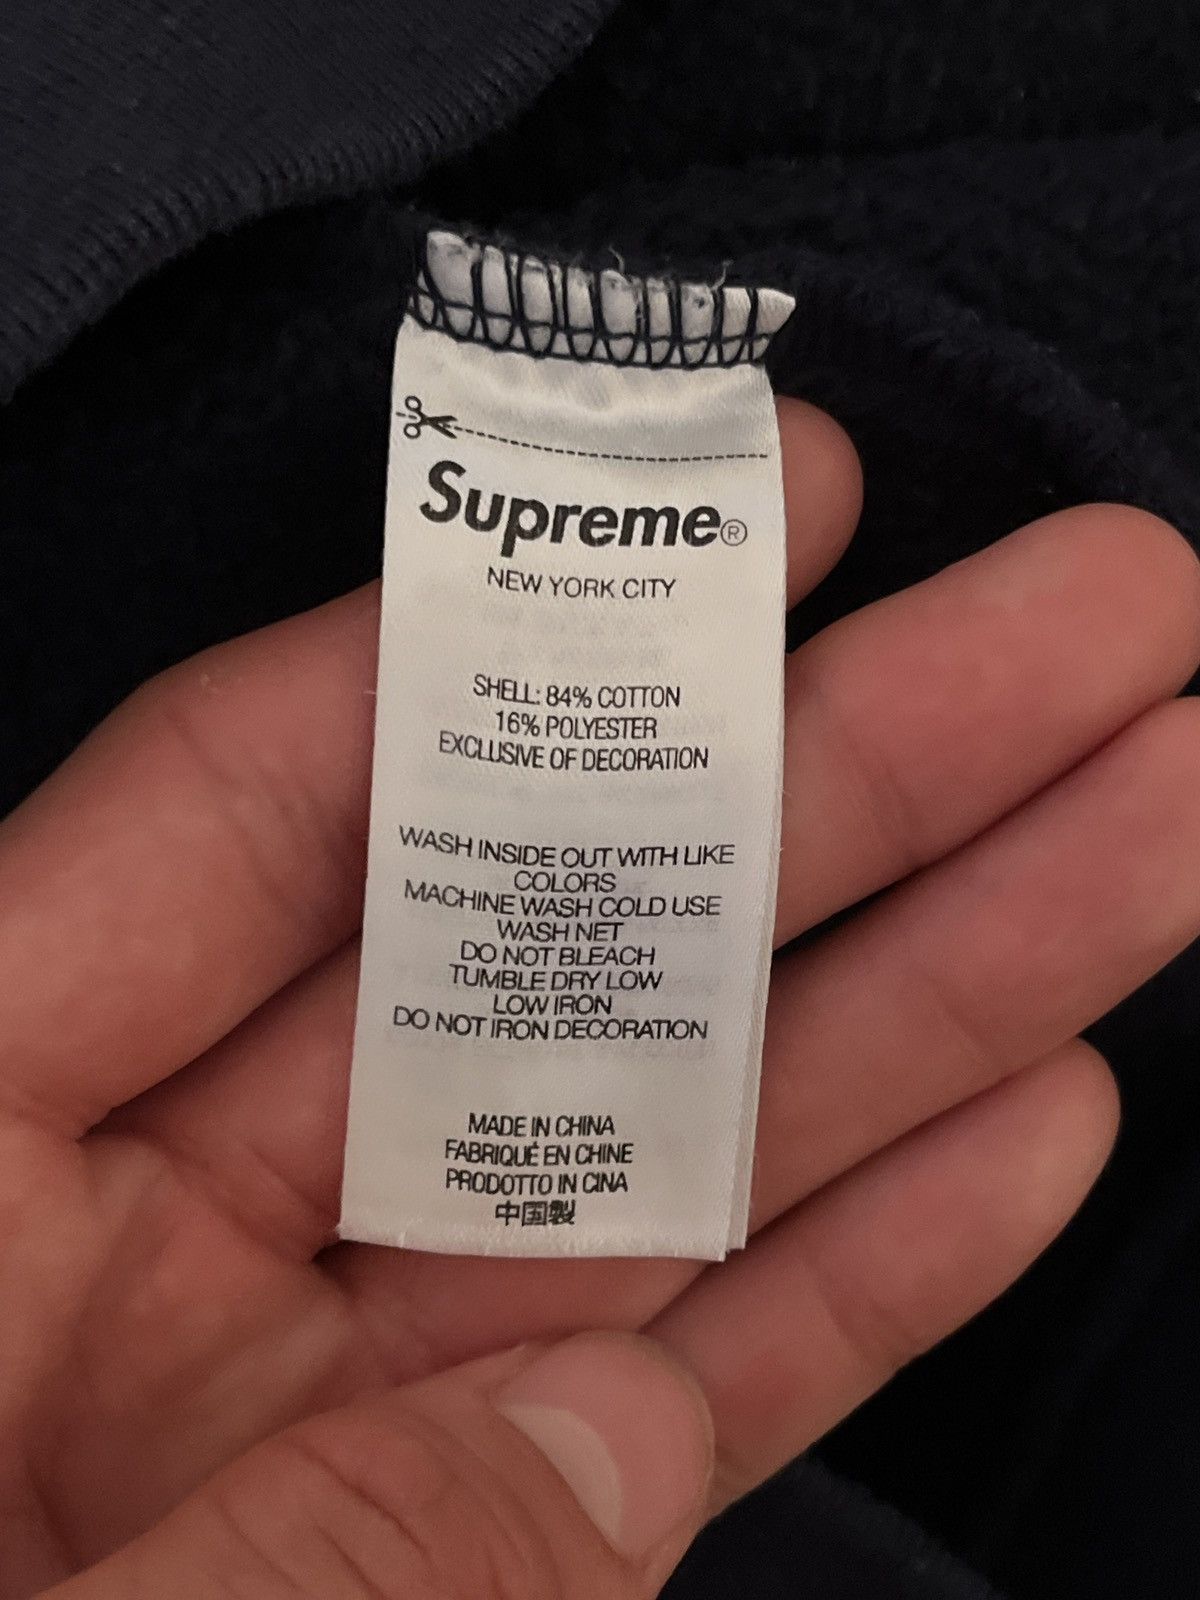 Supreme®
NEW YORK CITY
SHELL: 84% COTTON
16% POLYESTER
EXCLUSIVE OF DECORATION
WASH INSIDE OUT WITH LIKE
COLORS
MACHINE WASH COLD USE
WASH NET
DO NOT BLEACH
TUMBLE DRY LOW
LOW IRON
DO NOT IRON DECORATION
MADE IN CHINA
FABRIQUÉ EN CHINE
PRODOTTO IN CINA
中国製